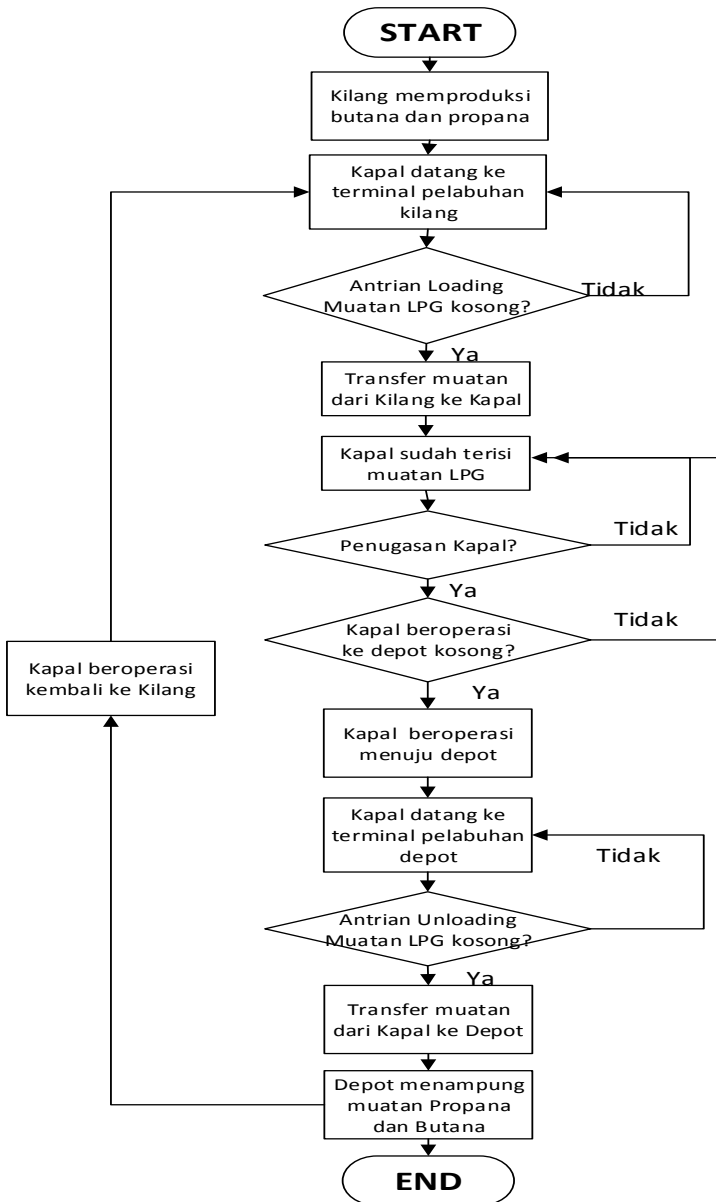 START
Kilang memproduksi
butana dan propana
Kapal datang ke
terminal pelabuhan
kilang
Antrian Loading
Muatan LPG kosong?
Tidak
Ya
Transfer muatan
dari Kilang ke Kapal
Kapal sudah terisi
muatan LPG
Penugasan Kapal?
Tidak
Ya
Kapal beroperasi
ke depot kosong?
Tidak
Ya
Kapal beroperasi
kembali ke Kilang
Kapal beroperasi
menuju depot
Kapal datang ke
terminal pelabuhan
depot
Tidak
Antrian Unloading
Muatan LPG kosong?
Ya
Transfer muatan
dari Kapal ke Depot
Depot menampung
muatan Propana
dan Butana
END